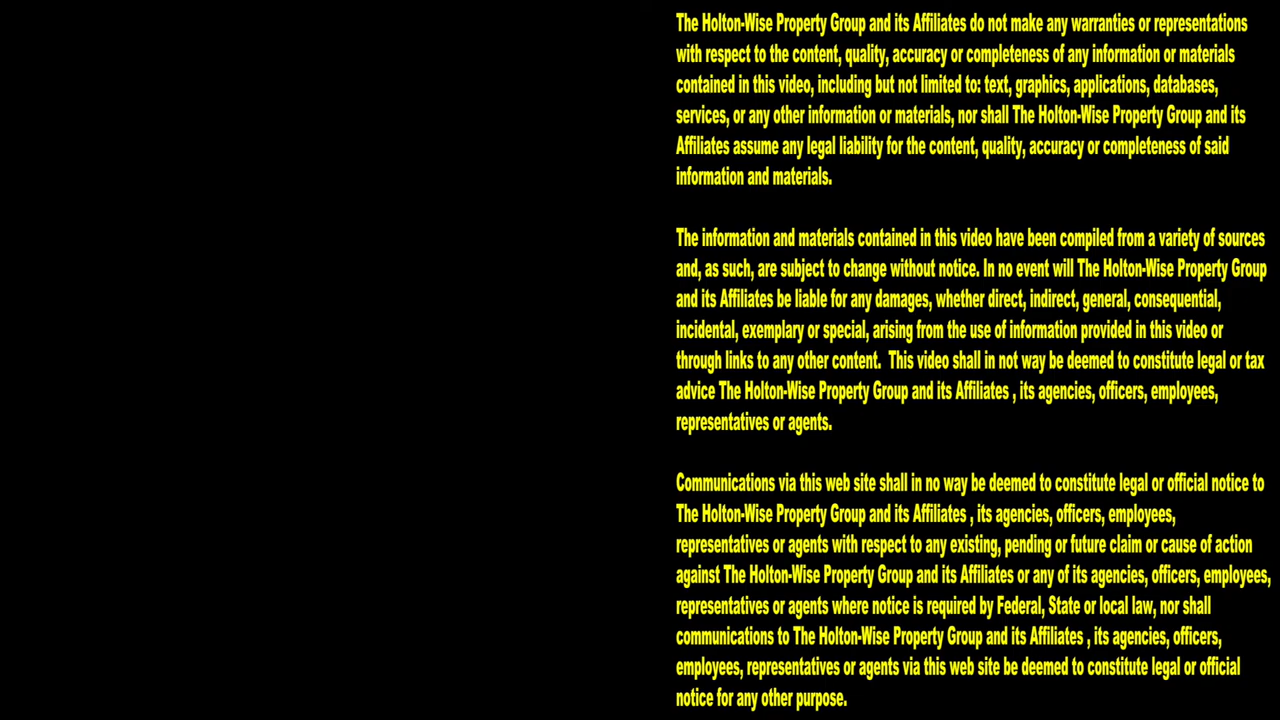 The Holton-Wise Property Group and its Affiliates do not make any warranties or representations
with respect to the content, quality, accuracy or completeness of any information or materials
contained in this video, including but not limited to: text, graphics, applications, databases,
services, or any other information or materials, nor shall The Holton-Wise Property Group and its
Affiliates assume any legal liability for the content, quality, accuracy or completeness of said
information and materials.
The information and materials contained in this video have been compiled from a variety of sources
and, as such, are subject to change without notice. In no event will The Holton-Wise Property Group
and its Affiliates be liable for any damages, whether direct, indirect, general, consequential,
incidental, exemplary or special, arising from the use of information provided in this video or
through links to any other content.  This video shall in not way be deemed to constitute legal or tax
advice The Holton-Wise Property Group and its Affiliates , its agencies, officers, employees,
representatives or agents.
Communications via this web site shall in no way be deemed to constitute legal or official notice to
The Holton-Wise Property Group and its Affiliates , its agencies, officers, employees,
representatives or agents with respect to any existing, pending or future claim or cause of action
against The Holton-Wise Property Group and its Affiliates or any of its agencies, officers, employees,
representatives or agents where notice is required by Federal, State or local law, nor shall
communications to The Holton-Wise Property Group and its Affiliates , its agencies, officers,
employees, representatives or agents via this web site be deemed to constitute legal or official
notice for any other purpose.